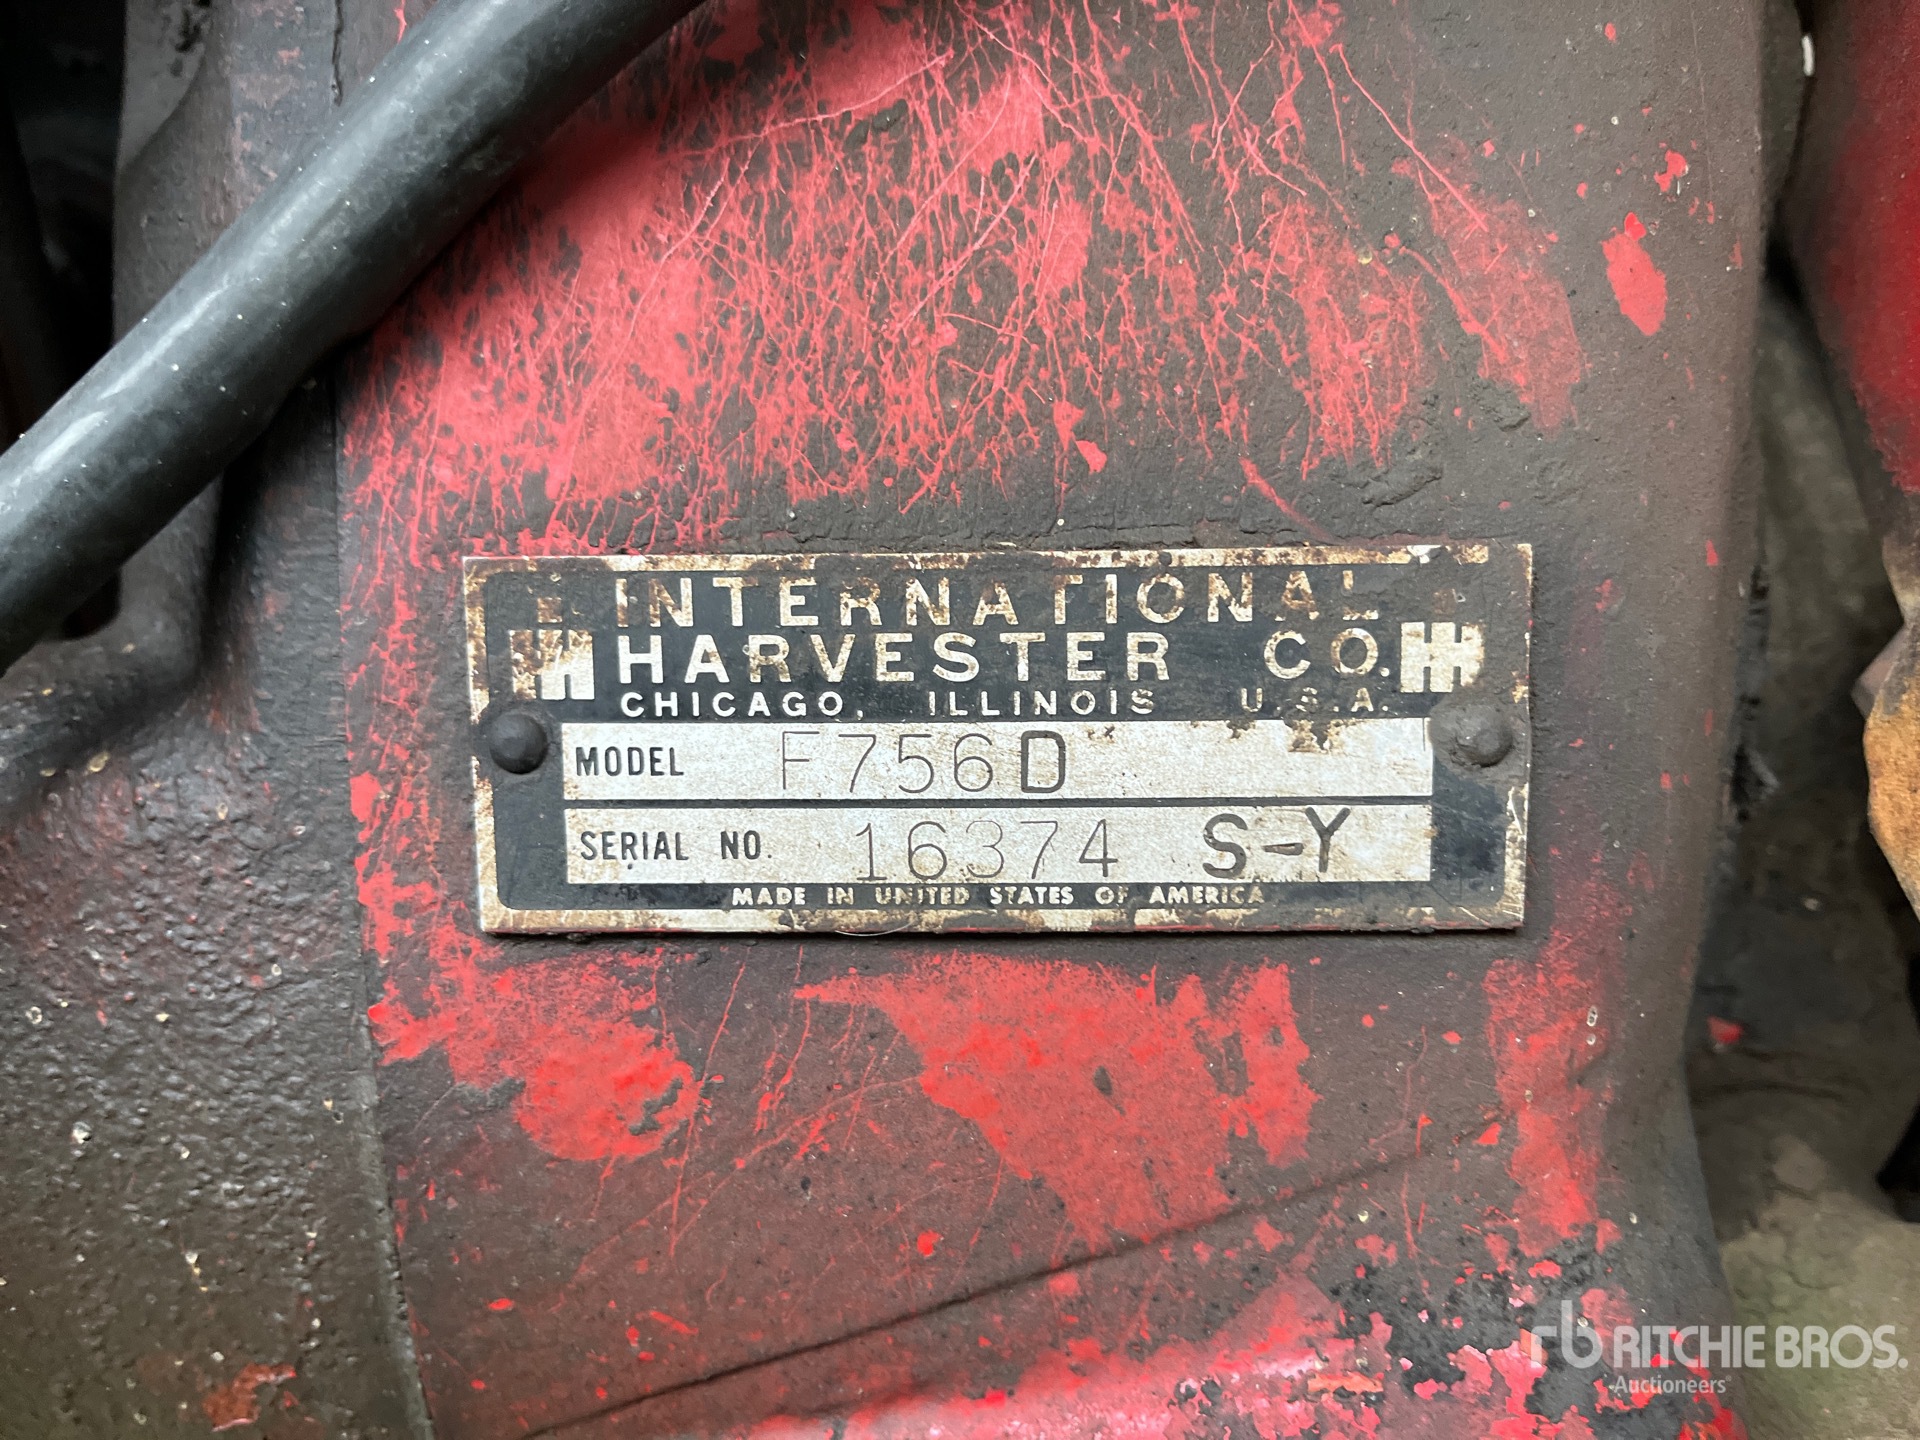 INTERNATIONAL
HARVESTER CO.
CHICAGO, ILLINOIS U.S.A.
MODEL F756D
SERIAL NO. 16374 S-Y
MADE IN UNITED STATES OF AMERICA
rb RITCHIE BROS.
Auctioneers